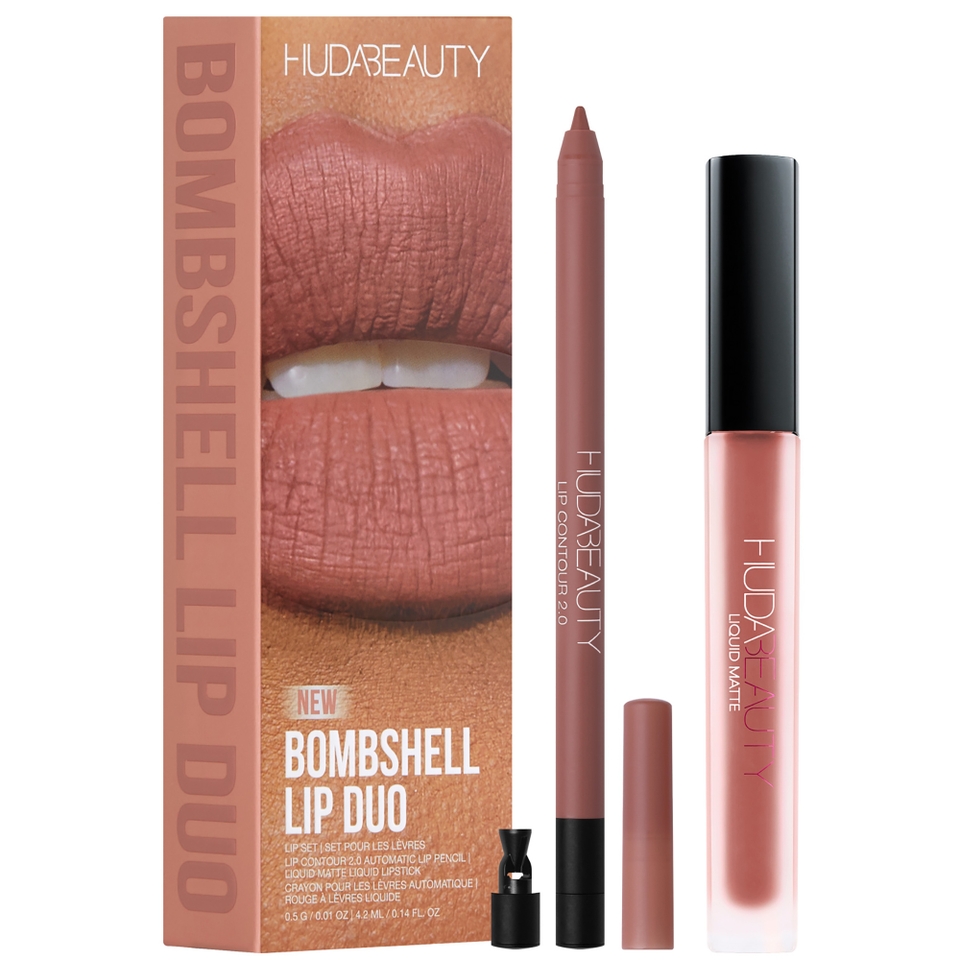 BOMBSHELL LIP DUO
HUDABEAUTY
NEW
BOMBSHELL
LIP DUO
LIP SET | SET POUR LES LÈVRES
LIP CONTOUR 2.0 AUTOMATIC LIP PENCIL |
LIQUID MATTE LIQUID LIPSTICK
CRAYON POUR LES LÈVRES AUTOMATIQUE |
ROUGE À LÈVRES LIQUIDE
0.5 G / 0.01 OZ | 4.2 ML / 0.14 FL. OZ
HUDABEAUTY
LIP CONTOUR 2.0
HUDABEAUTY
LIQUID MATTE